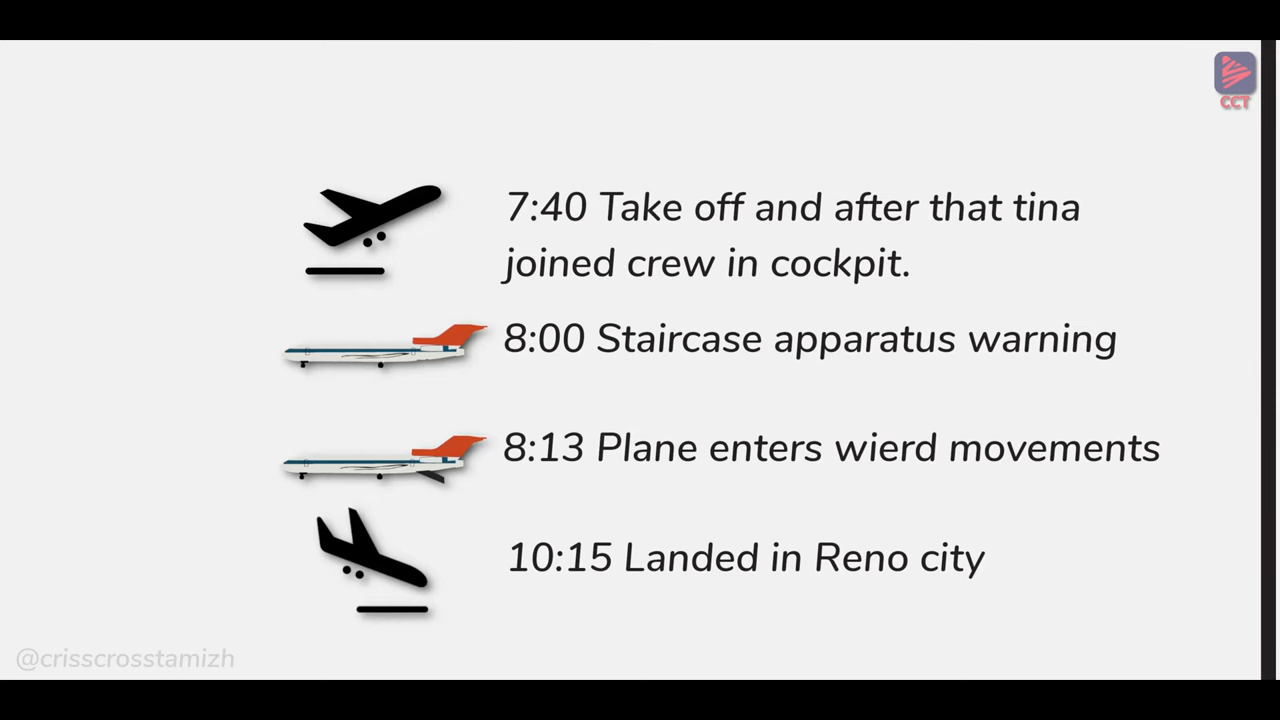 CCT
7:40 Take off and after that tina
joined crew in cockpit.
8:00 Staircase apparatus warning
8:13 Plane enters wierd movements
10:15 Landed in Reno city
@crisscrosstamizh